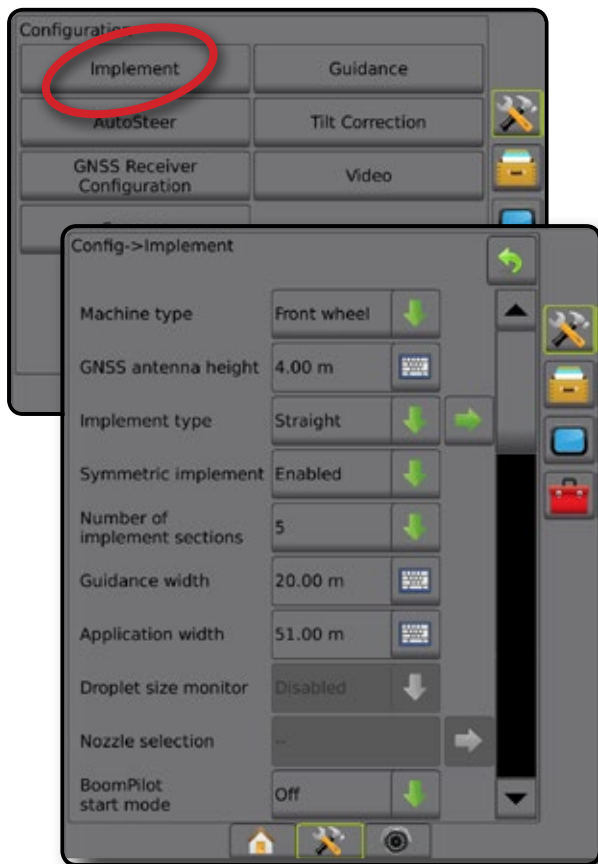 Configuration
Implement
Guidance
AutoSteer
Tilt Correction
GNSS Receiver
Configuration
Video
Config->Implement
Machine type
Front wheel
GNSS antenna height
4.00 m
Implement type
Straight
Symmetric implement
Enabled
Number of
implement sections
5
Guidance width
20.00 m
Application width
51.00 m
Droplet size monitor
Disabled
Nozzle selection
--
BoomPilot
start mode
Off